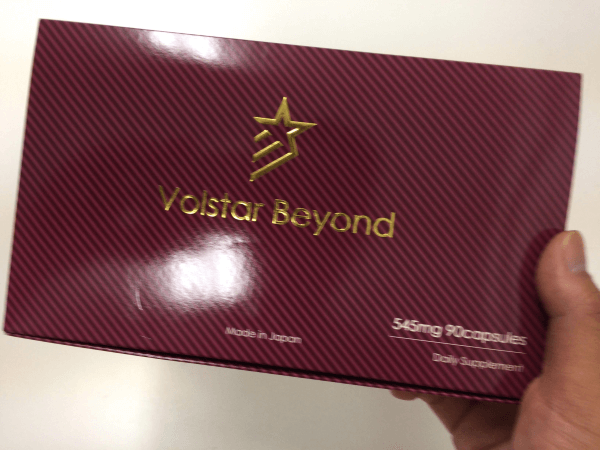 Volstar Beyond
545mg 90capsules
Made in Japan
Daily Supplement